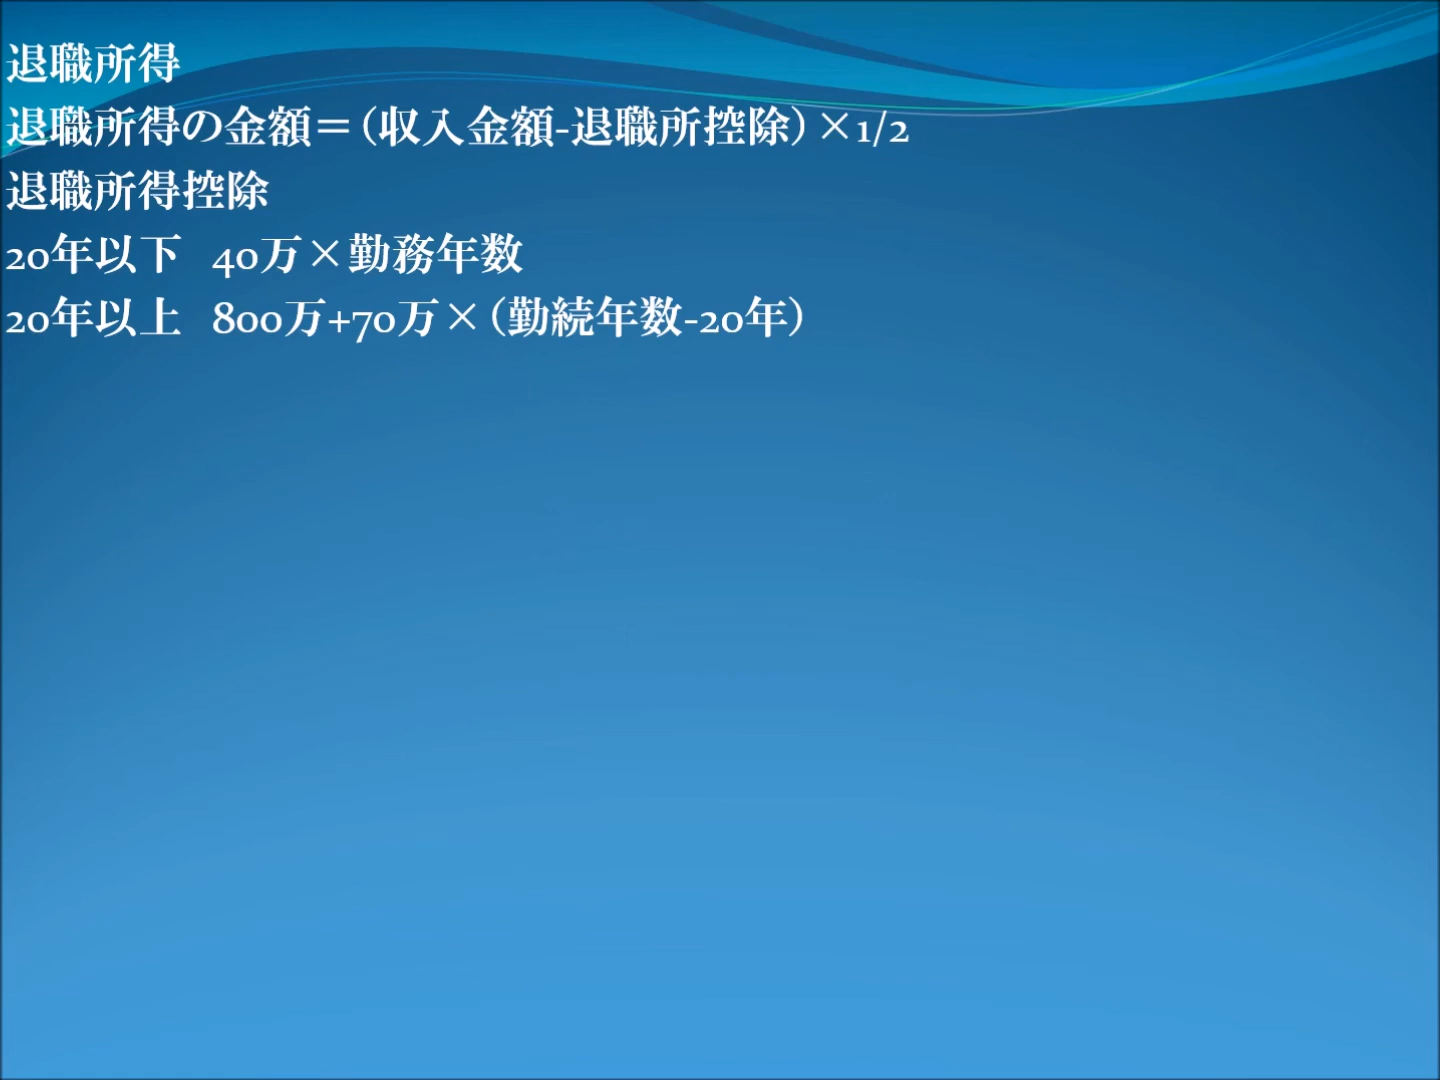 退職所得
退職所得の金額＝（収入金額-退職所控除）×1/2
退職所得控除
20年以下 40万×勤務年数
20年以上 800万+70万×（勤続年数-20年）